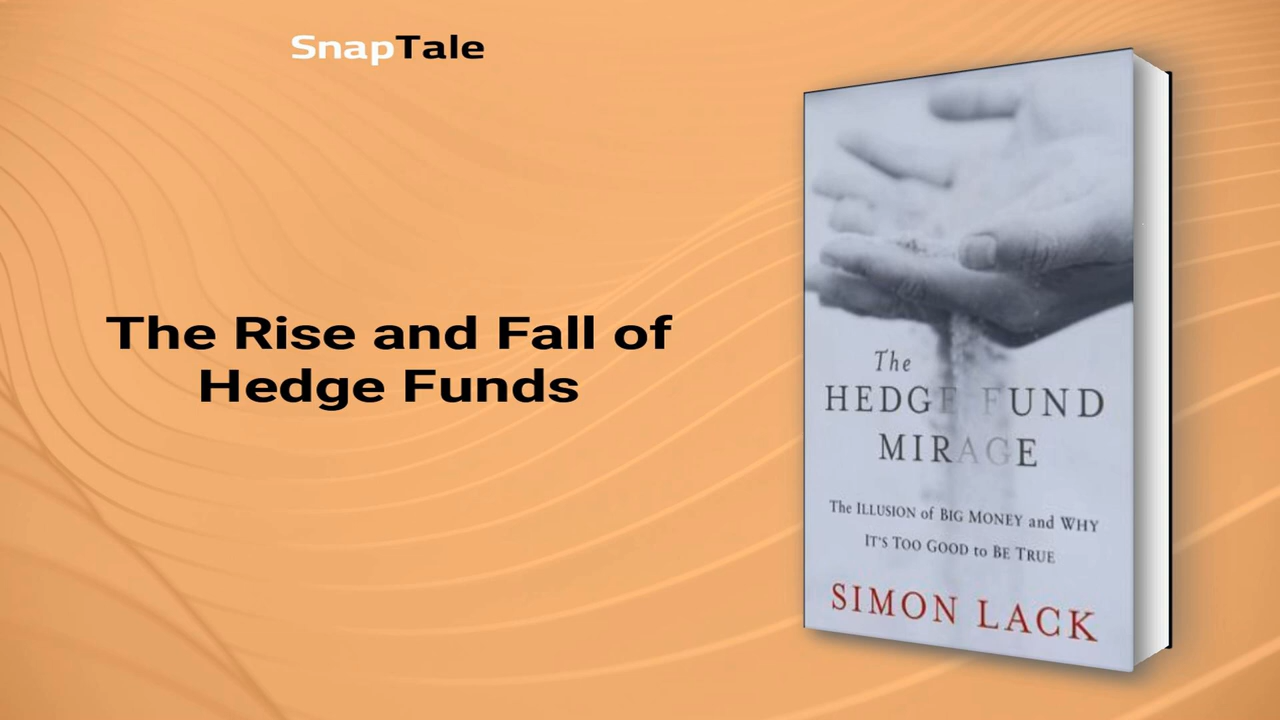 SnapTale
The Rise and Fall of
Hedge Funds
The
HEDGE FUND
MIRAGE
The ILLUSION of BIG MONEY and WHY
IT'S TOO GOOD to BE TRUE
SIMON LACK